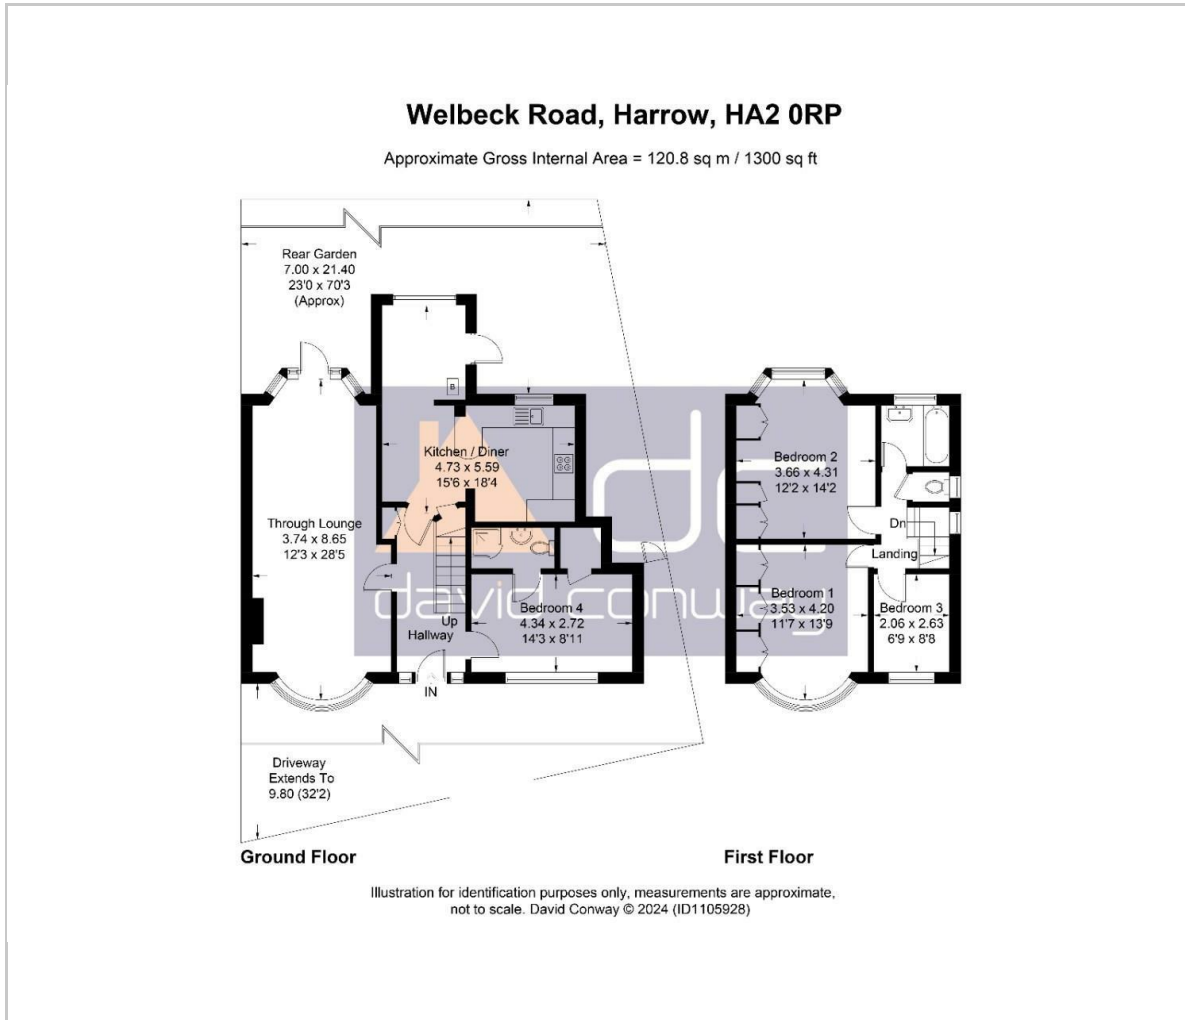 Welbeck Road, Harrow, HA2 0RP
Approximate Gross Internal Area = 120.8 sq m / 1300 sq ft
Rear Garden
7.00 x 21.40
23'0 x 70'3
(Approx)
B
Kitchen / Diner
4.73 x 5.59
15'6 x 18'4
Through Lounge
3.74 x 8.65
12'3 x 28'5
Up
Hallway
IN
Bedroom 4
4.34 x 2.72
14'3 x 8'11
Driveway
Extends To
9.80 (32'2)
Ground Floor
Bedroom 2
3.66 x 4.31
12'2 x 14'2
Dn
Landing
Bedroom 1
3.53 x 4.20
11'7 x 13'9
Bedroom 3
2.06 x 2.63
6'9 x 8'8
First Floor
dc
david conway
Illustration for identification purposes only, measurements are approximate,
not to scale. David Conway © 2024 (ID1105928)